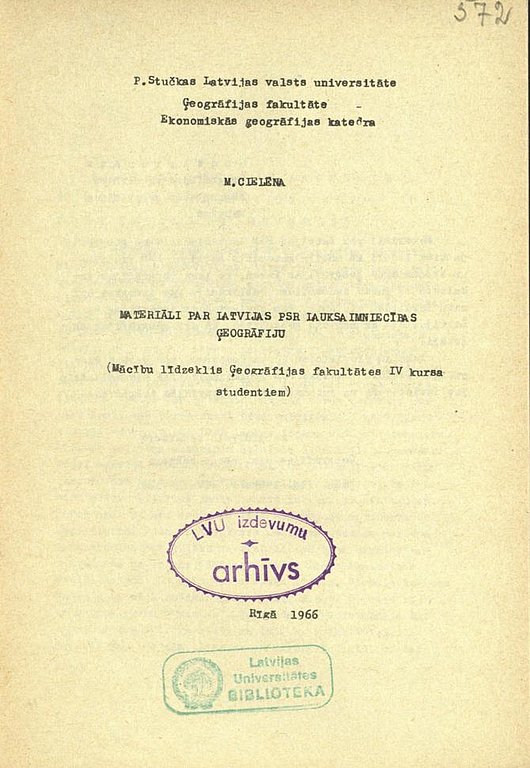 572
P.Stučkas Latvijas valsts universitāte
Ģeogrāfijas fakultāte
Ekonomiskās ģeogrāfijas katedra
M.CIELĒNA
MATERIĀLI PAR LATVIJAS PSR LAUKSAIMNIECĪBAS
ĢEOGRĀFIJU
(Mācību līdzeklis Ģeogrāfijas fakultātes IV kursa
studentiem)
LVU izdevumu
arhīvs
Rīgā 1966
Latvijas
Universitātes
BIBLIOTEKA